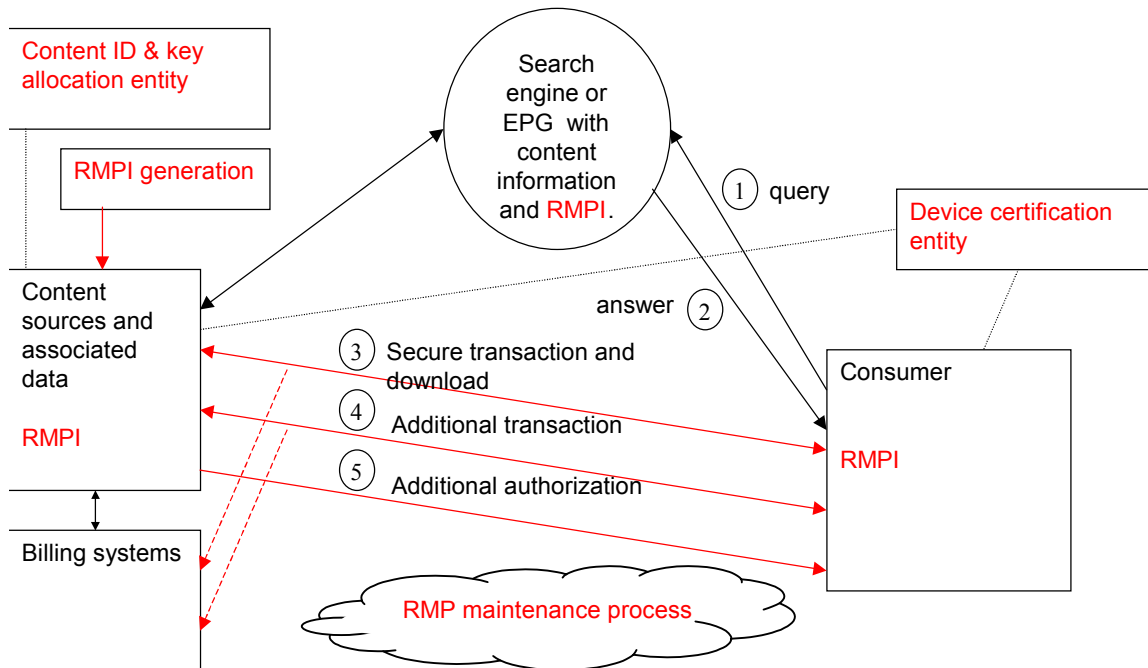 Content ID & key
allocation entity
Search
engine or
EPG with
content
information
and RMPI.
RMPI generation
1 query
Device certification
entity
Content
sources and
associated
data
RMPI
answer 2
3 Secure transaction and
download
4 Additional transaction
5 Additional authorization
Consumer
RMPI
Billing systems
RMP maintenance process